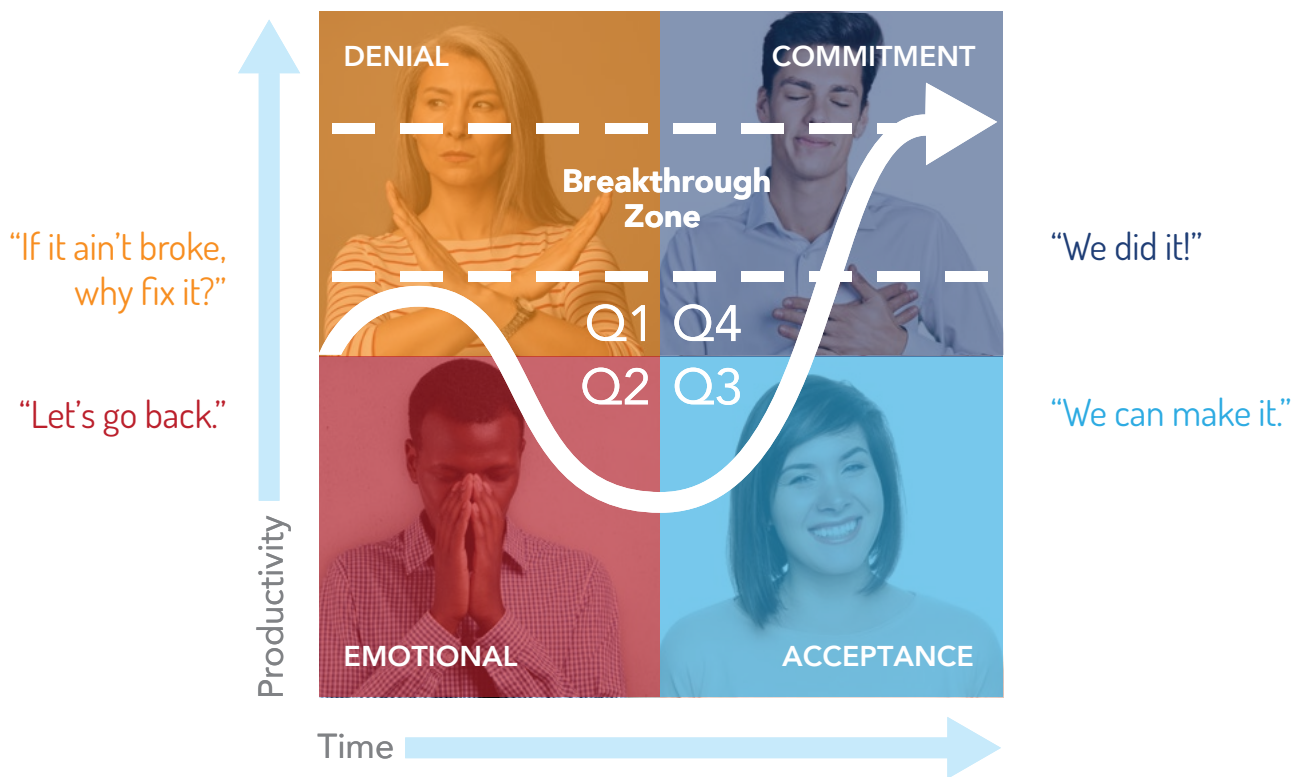 DENIAL
COMMITMENT
Breakthrough
Zone
“If it ain’t broke,
why fix it?”
“We did it!”
Q1
Q4
Q2
Q3
“Let’s go back.”
“We can make it.”
EMOTIONAL
ACCEPTANCE
Productivity
Time